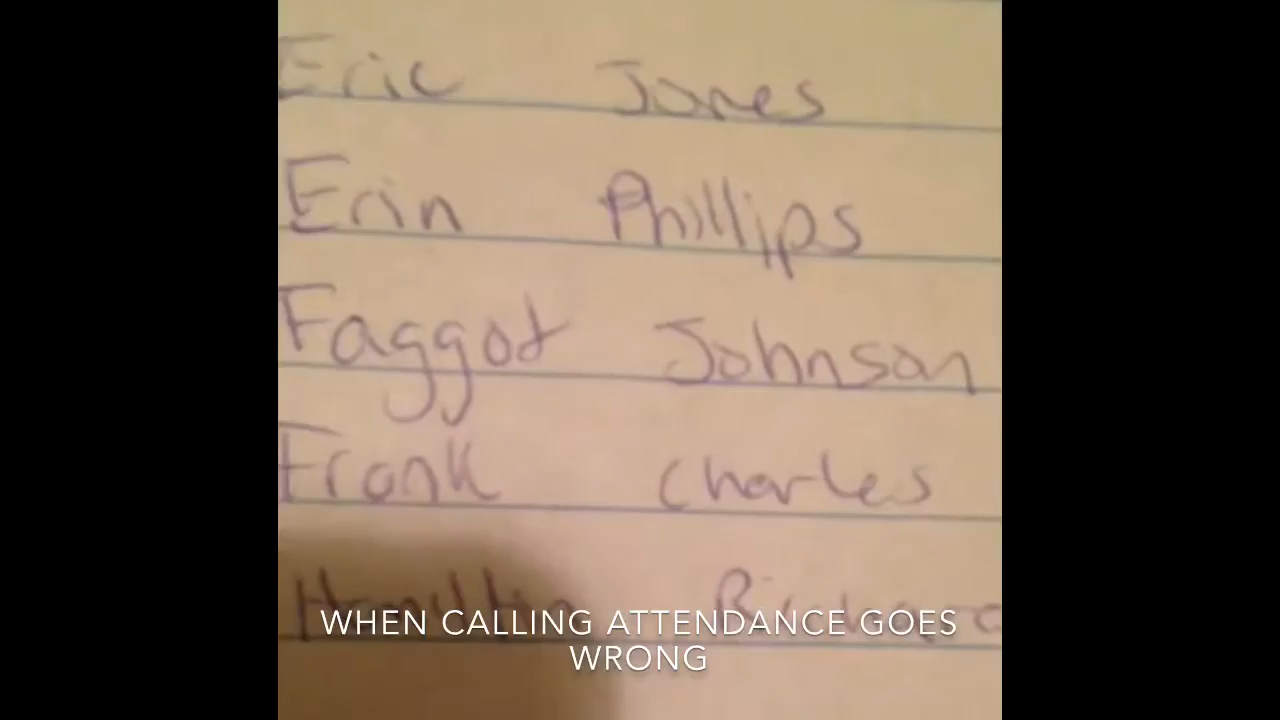 Eric Jones
Erin Phillips
Faggot Johnson
Frank Charles
WHEN CALLING ATTENDANCE GOES
WRONG